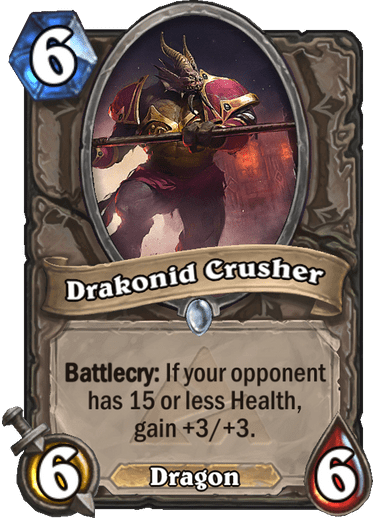 6
Drakonid Crusher
Battlecry: If your opponent
has 15 or less Health,
gain +3/+3.
6 Dragon 6